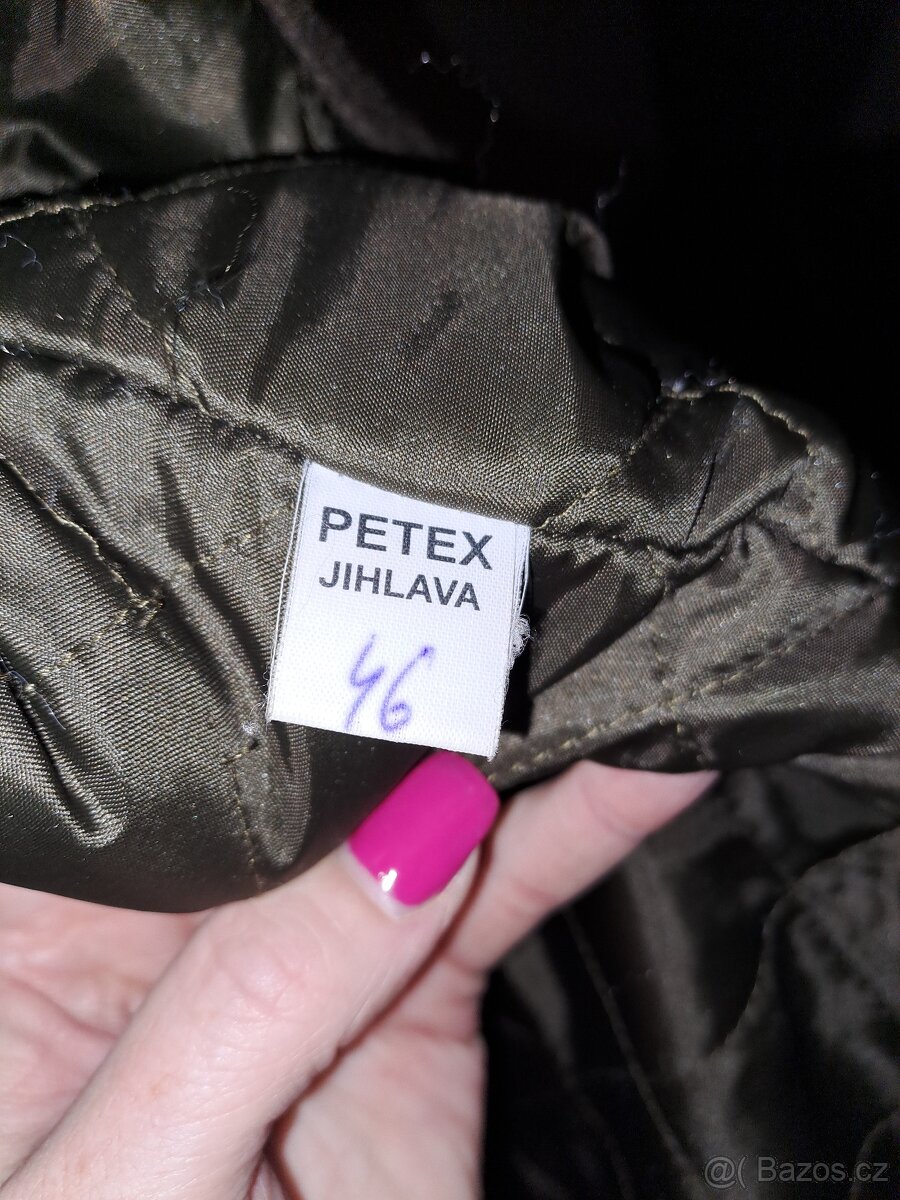 PETEX
JIHLAVA
46
@( Bazos.cz